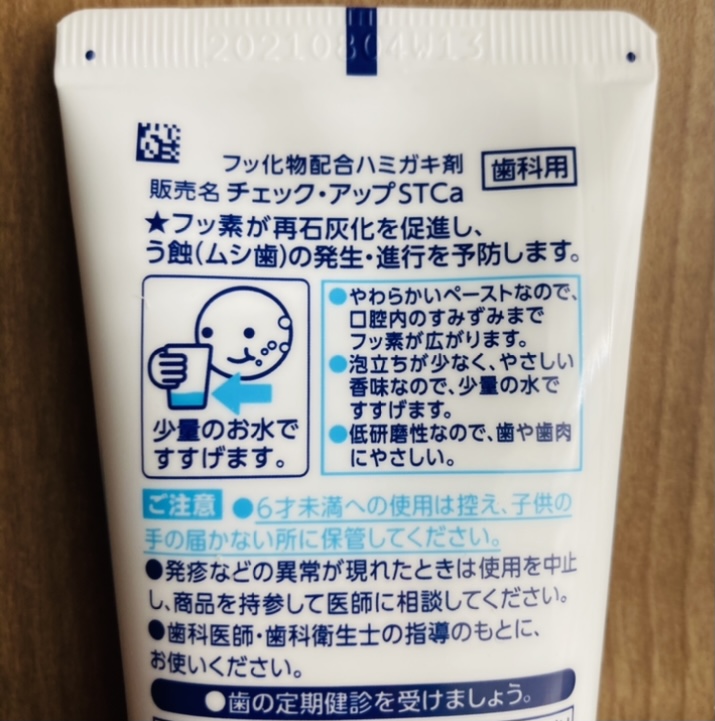 20210804W13
フッ化物配合ハミガキ剤 歯科用
販売名 チェック・アップSTCa
★フッ素が再石灰化を促進し、
う蝕(ムシ歯)の発生・進行を予防します。
少量のお水で
すすげます。
●やわらかいペーストなので、
口腔内のすみずみまで
フッ素が広がります。
●泡立ちが少なく、やさしい
香味なので、少量の水で
すすげます。
●低研磨性なので、歯や歯肉
にやさしい。
ご注意 ●6才未満への使用は控え、子供の
手の届かない所に保管してください。
●発疹などの異常が現れたときは使用を中止
し、商品を持参して医師に相談してください。
●歯科医師・歯科衛生士の指導のもとに、
お使いください。
●歯の定期健診を受けましょう。